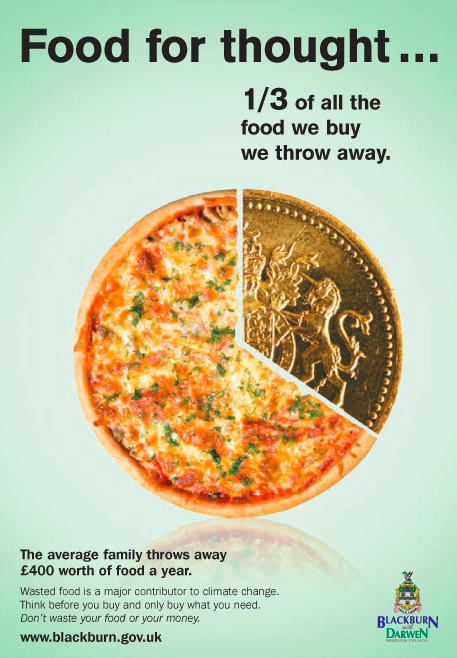 Food for thought ...
1/3 of all the
food we buy
we throw away.
The average family throws away
£400 worth of food a year.
Wasted food is a major contributor to climate change.
Think before you buy and only buy what you need.
Don't waste your food or your money.
www.blackburn.gov.uk
BLACKBURN
with
DARWEN
BOROUGH COUNCIL